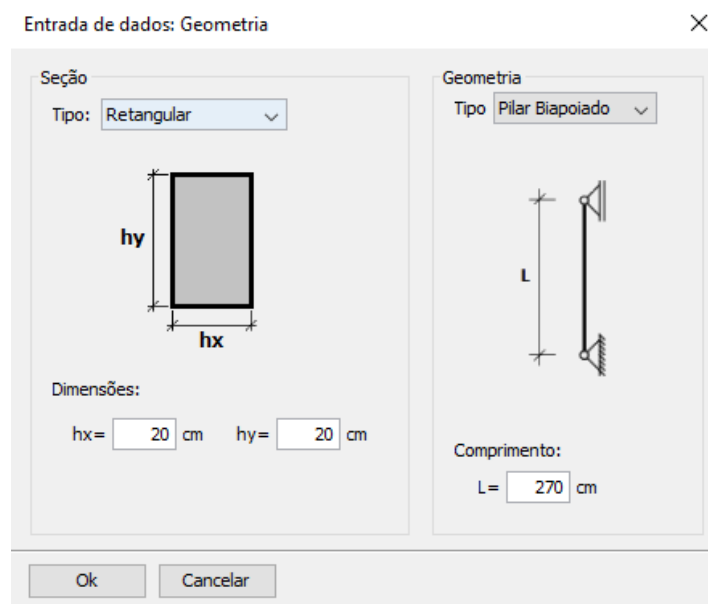 Entrada de dados: Geometria
Seção
Tipo: Retangular
hy
hx
Dimensões:
hx= 20 cm hy= 20 cm
Geometria
Tipo Pilar Biapoiado
L
Comprimento:
L= 270 cm
Ok Cancelar